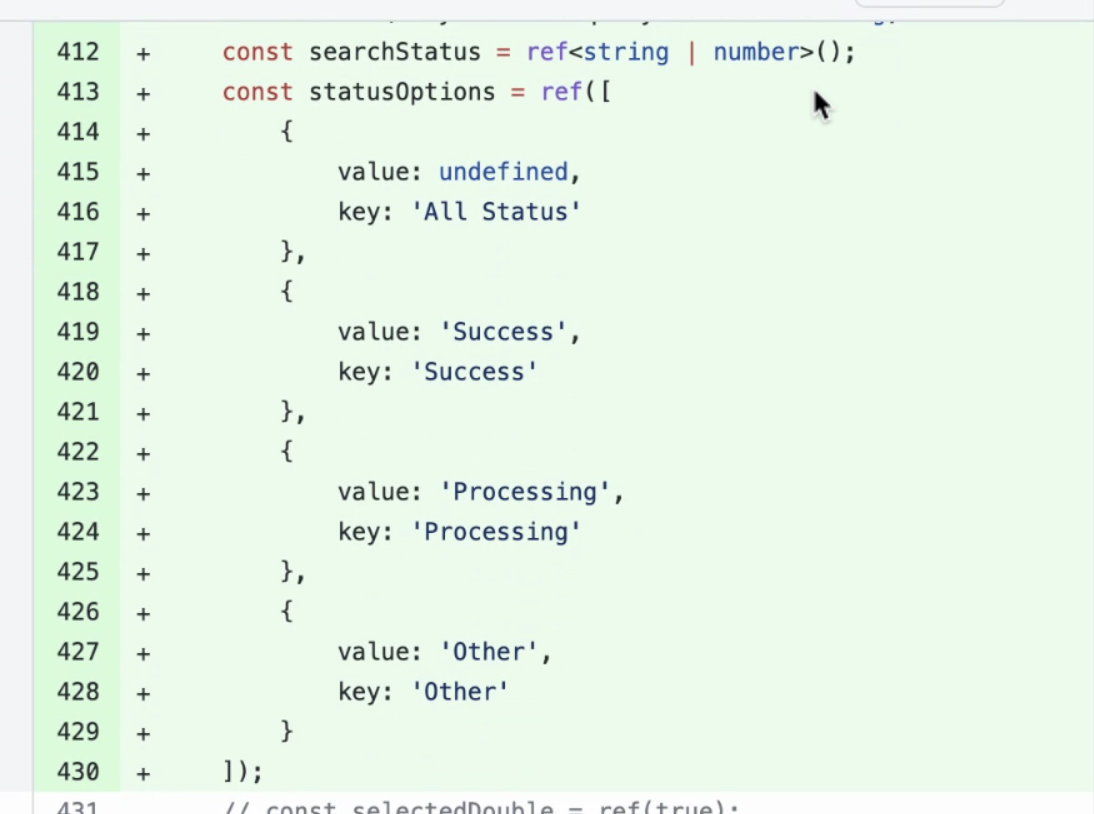 412 + const searchStatus = ref<string | number>();
413 + const statusOptions = ref([
414 + {
415 + value: undefined,
416 + key: 'All Status'
417 + },
418 + {
419 + value: 'Success',
420 + key: 'Success'
421 + },
422 + {
423 + value: 'Processing',
424 + key: 'Processing'
425 + },
426 + {
427 + value: 'Other',
428 + key: 'Other'
429 + }
430 + ]);
431 // const selectedDouble = ref(true);